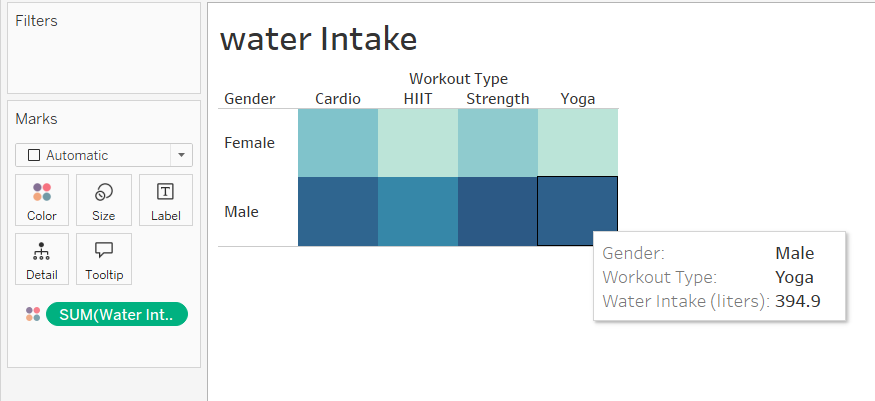 Filters
Marks
Automatic
Color Size Label
Detail Tooltip
SUM(Water Int..
water Intake
Workout Type
Gender Cardio HIIT Strength Yoga
Female
Male
Gender: Male
Workout Type: Yoga
Water Intake (liters): 394.9